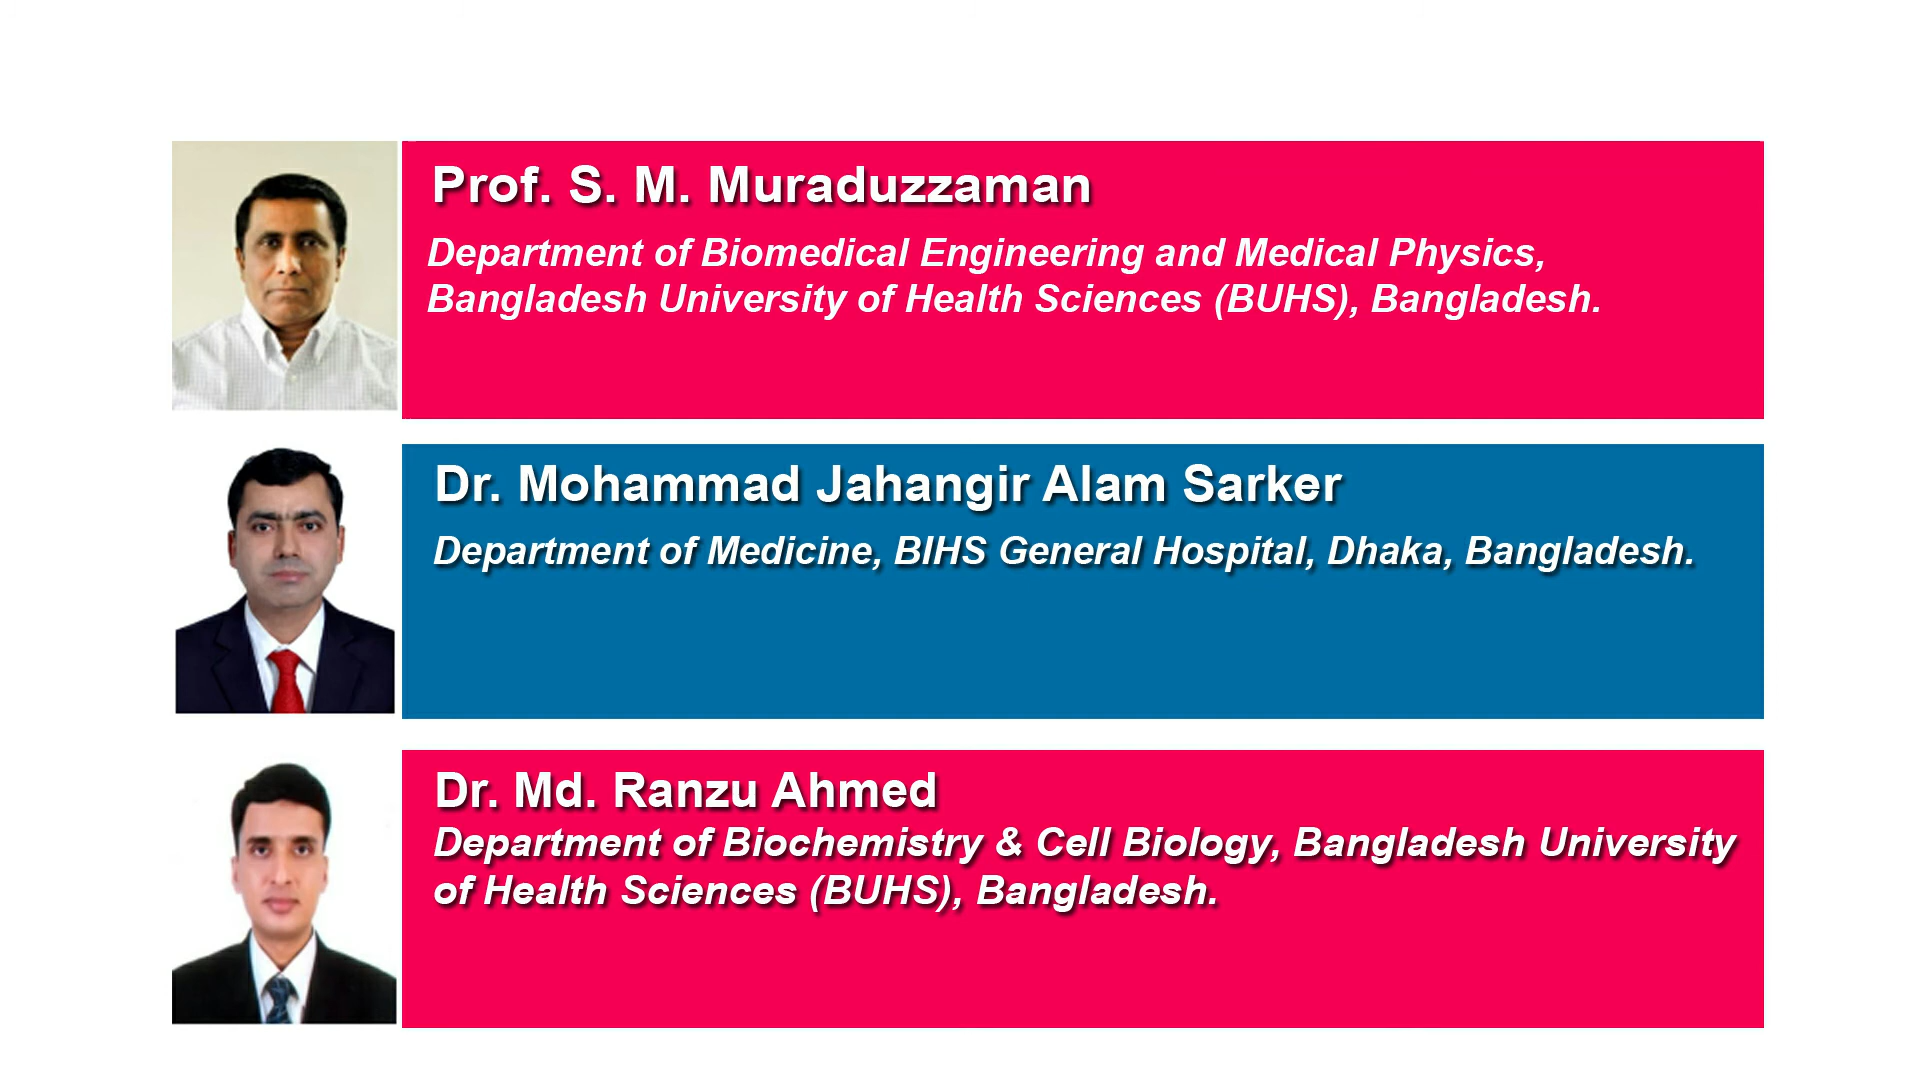 Prof. S. M. Muraduzzaman
Department of Biomedical Engineering and Medical Physics,
Bangladesh University of Health Sciences (BUHS), Bangladesh.
Dr. Mohammad Jahangir Alam Sarker
Department of Medicine, BIHS General Hospital, Dhaka, Bangladesh.
Dr. Md. Ranzu Ahmed
Department of Biochemistry & Cell Biology, Bangladesh University
of Health Sciences (BUHS), Bangladesh.